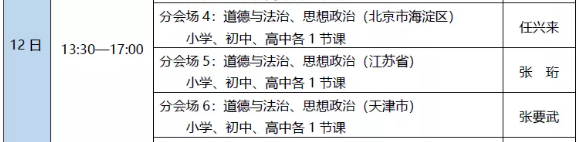 分会场 4：道德与法治、思想政治（北京市海淀区）
小学、初中、高中各 1 节课
任兴来
12 日
13:30—17:00
分会场 5：道德与法治、思想政治（江苏省）
小学、初中、高中各 1 节课
张 珩
分会场 6：道德与法治、思想政治（天津市）
小学、初中、高中各 1 节课
张要武